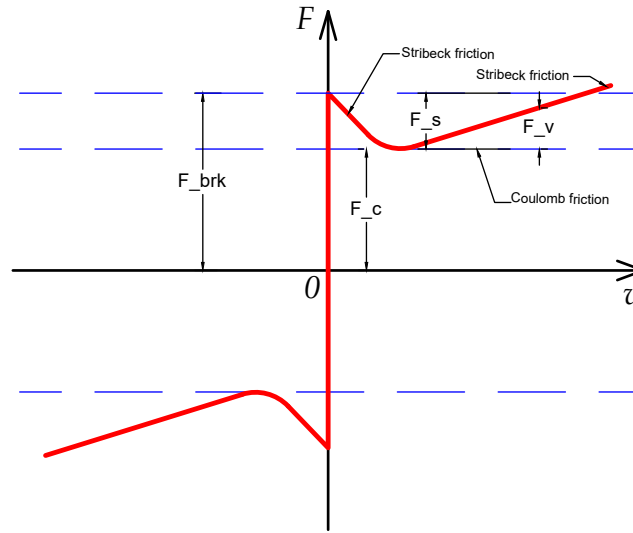 F
Stribeck friction
Stribeck friction
F_s
F_v
F_brk
F_c
Coulomb friction
0
v